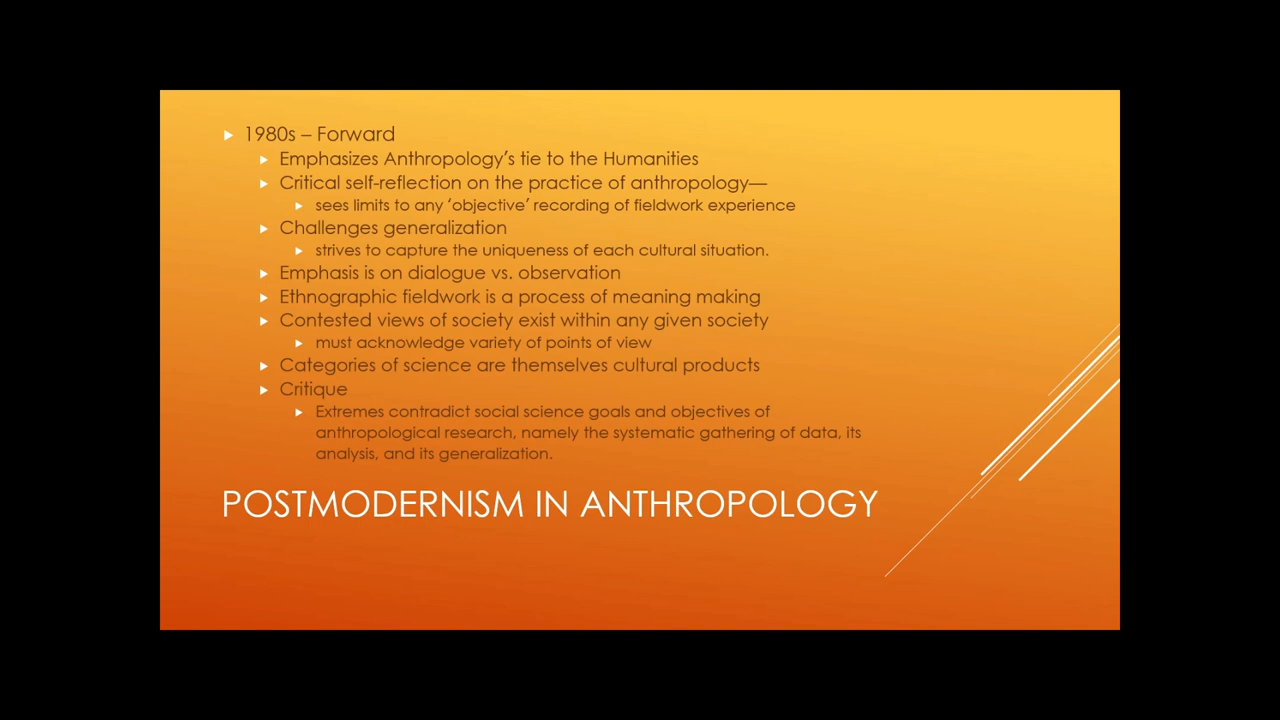 1980s – Forward
Emphasizes Anthropology’s tie to the Humanities
Critical self-reflection on the practice of anthropology—
sees limits to any ‘objective’ recording of fieldwork experience
Challenges generalization
strives to capture the uniqueness of each cultural situation.
Emphasis is on dialogue vs. observation
Ethnographic fieldwork is a process of meaning making
Contested views of society exist within any given society
must acknowledge variety of points of view
Categories of science are themselves cultural products
Critique
Extremes contradict social science goals and objectives of
anthropological research, namely the systematic gathering of data, its
analysis, and its generalization.
POSTMODERNISM IN ANTHROPOLOGY